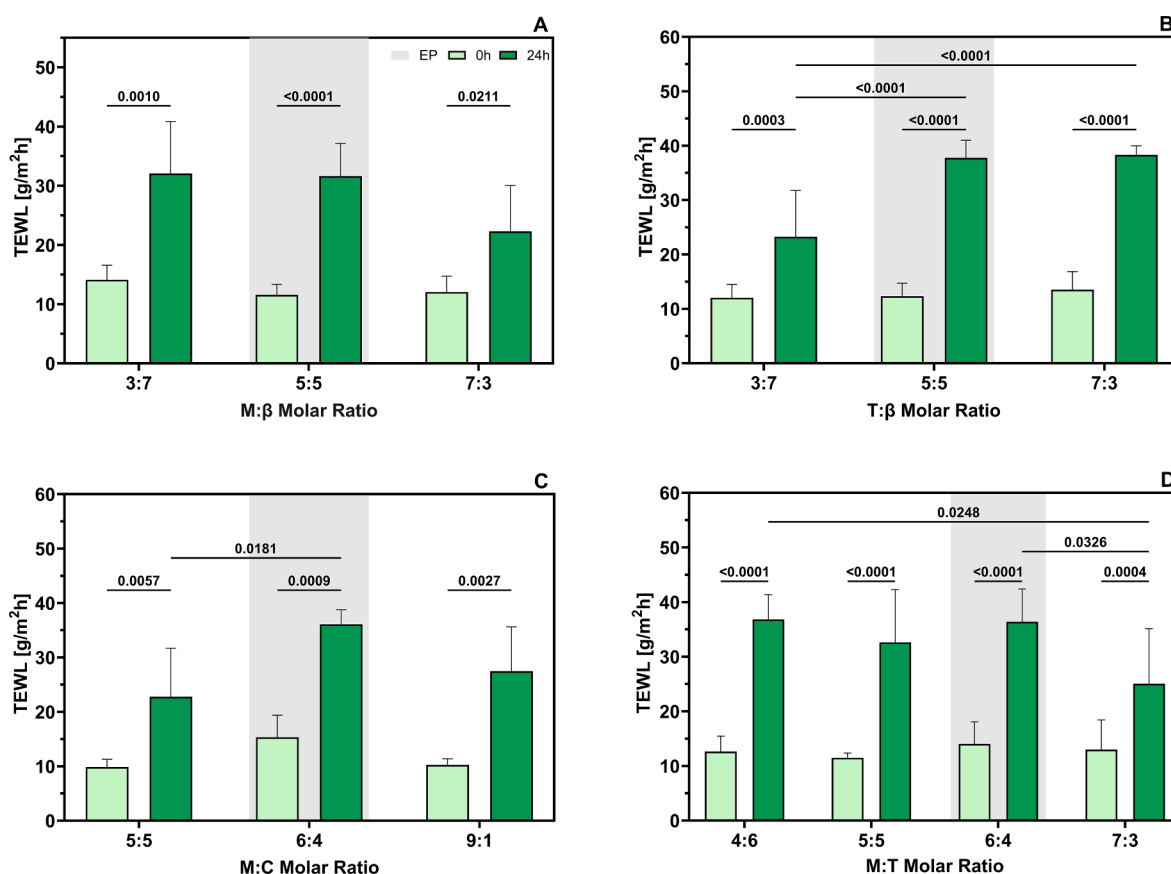 A
TEWL [g/m²h]
60
50
40
30
20
10
0
EP 0h 24h
0.0010
<0.0001
0.0211
3:7 5:5 7:3
M:β Molar Ratio
B
TEWL [g/m²h]
60
50
40
30
20
10
0
<0.0001
<0.0001
0.0003
<0.0001
<0.0001
3:7 5:5 7:3
T:β Molar Ratio
C
TEWL [g/m²h]
60
50
40
30
20
10
0
0.0181
0.0057
0.0009
0.0027
5:5 6:4 9:1
M:C Molar Ratio
D
TEWL [g/m²h]
60
50
40
30
20
10
0
0.0248
0.0326
<0.0001
<0.0001
<0.0001
0.0004
4:6 5:5 6:4 7:3
M:T Molar Ratio